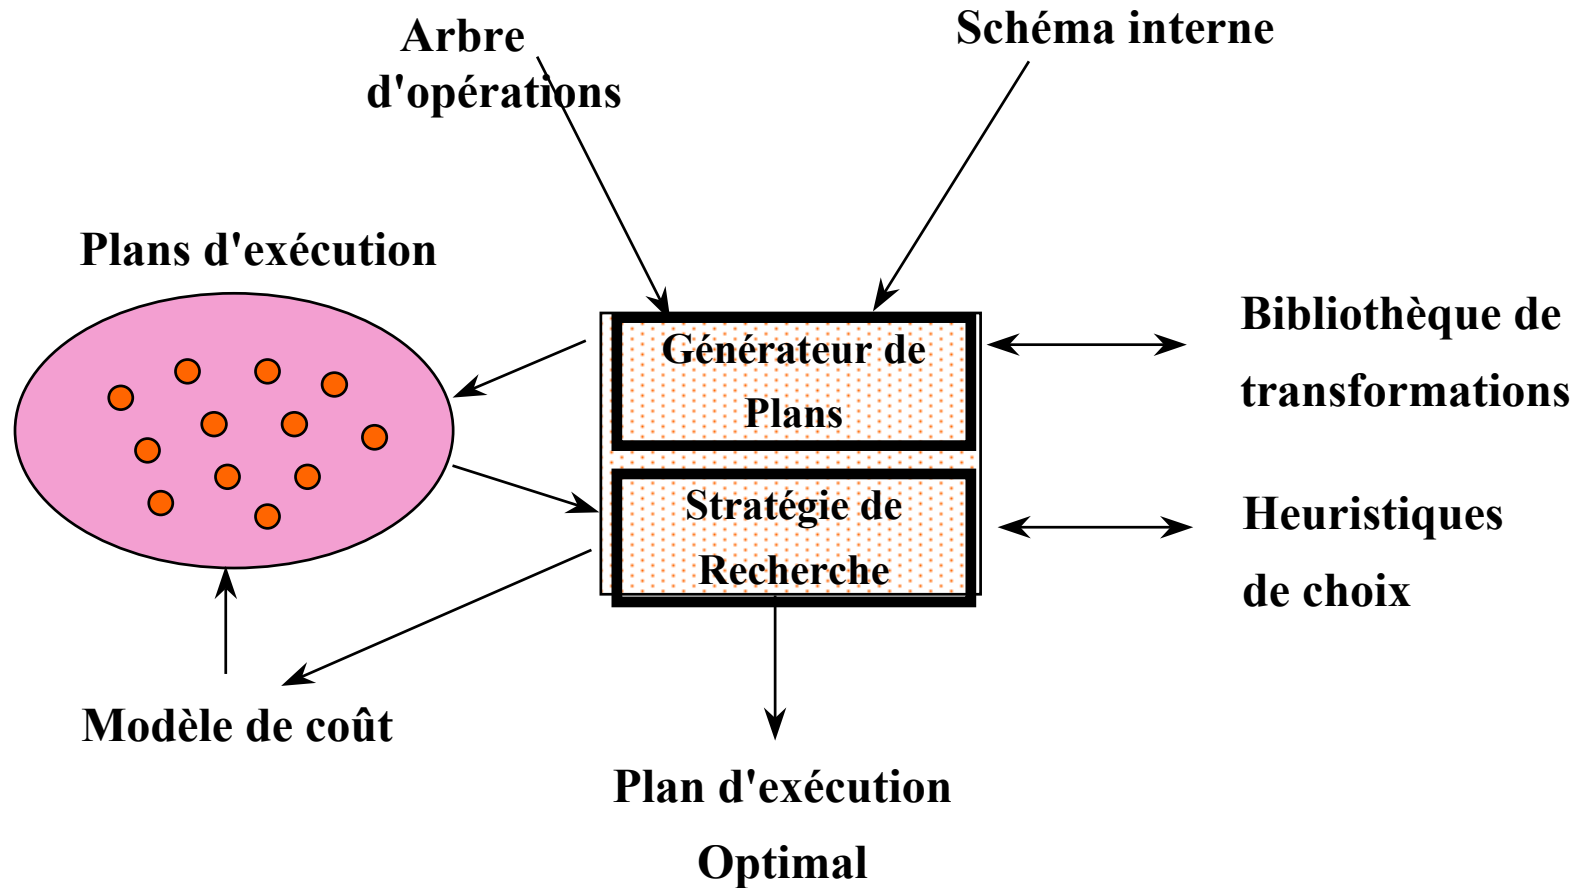 Arbre
d'opérations
Schéma interne
Plans d'exécution
Générateur de
Plans
Bibliothèque de
transformations
Stratégie de
Recherche
Heuristiques
de choix
Modèle de coût
Plan d'exécution
Optimal